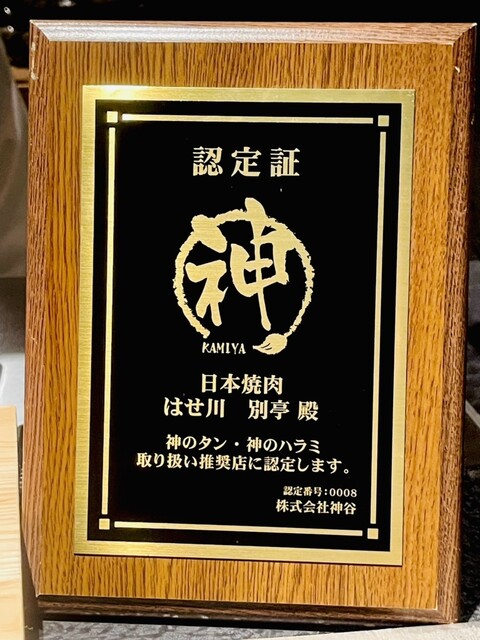 認定証
神
KAMIYA
日本焼肉
はせ川　別亭 殿
神のタン・神のハラミ
取り扱い推奨店に認定します。
認定番号：0008
株式会社神谷